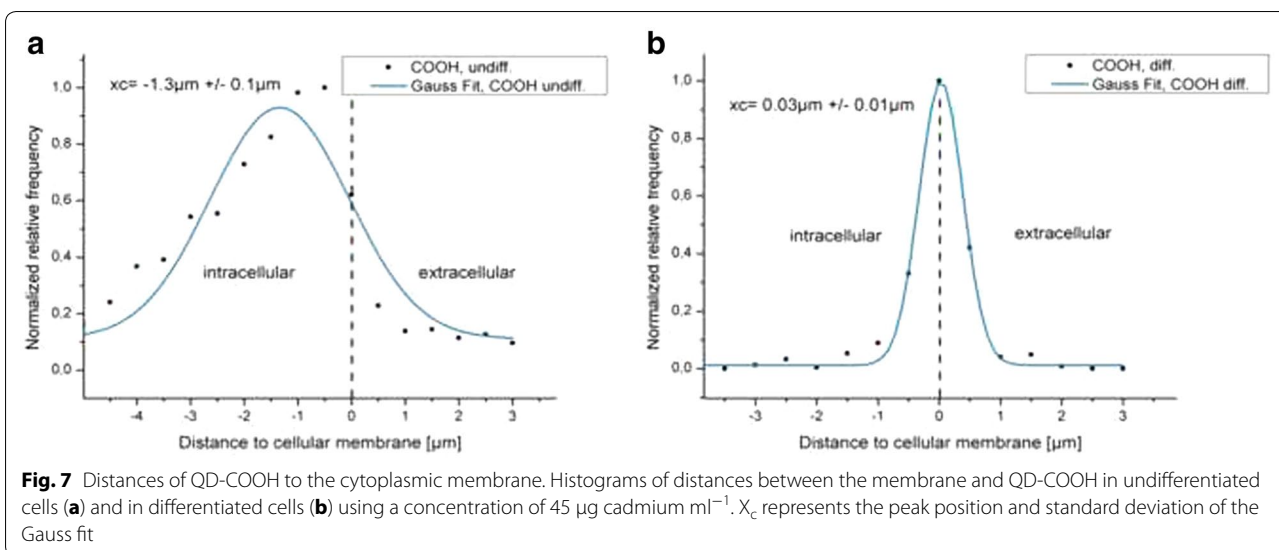 a
xc= -1.3µm +/- 0.1µm
COOH, undiff.
Gauss Fit, COOH undiff.
Normalized relative frequency
1.0
0.8
0.6
0.4
0.2
0.0
intracellular
extracellular
-4 -3 -2 -1 0 1 2 3
Distance to cellular membrane [µm]
b
xc= 0.03µm +/- 0.01µm
COOH, diff.
Gauss Fit, COOH diff.
Normalized relative frequency
1,0
0,8
0,6
0,4
0,2
0,0
intracellular
extracellular
-3 -2 -1 0 1 2 3
Distance to cellular membrane [µm]
Fig. 7 Distances of QD-COOH to the cytoplasmic membrane. Histograms of distances between the membrane and QD-COOH in undifferentiated
cells (a) and in differentiated cells (b) using a concentration of 45 µg cadmium ml⁻¹. Xc represents the peak position and standard deviation of the
Gauss fit